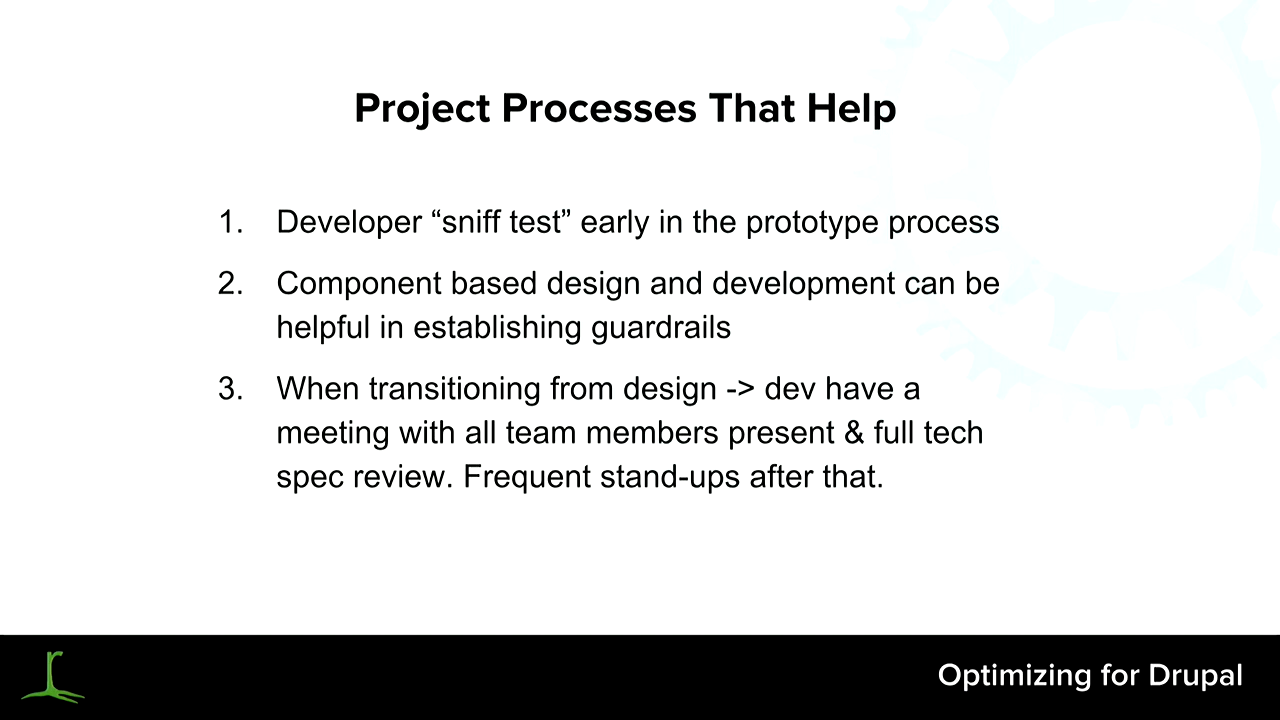 Project Processes That Help
1. Developer “sniff test” early in the prototype process
2. Component based design and development can be
helpful in establishing guardrails
3. When transitioning from design -> dev have a
meeting with all team members present & full tech
spec review. Frequent stand-ups after that.
r
Optimizing for Drupal